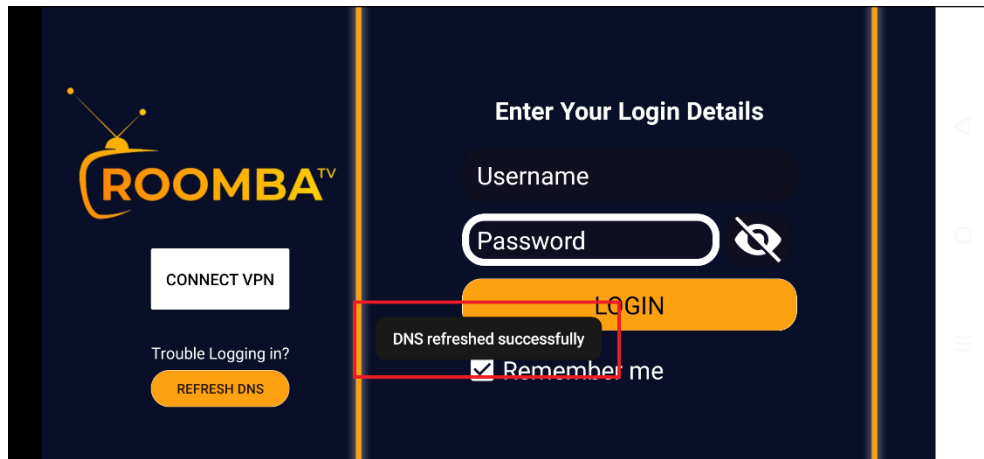 ROOMBA TV
CONNECT VPN
Trouble Logging in?
REFRESH DNS
Enter Your Login Details
Username
Password
LOGIN
DNS refreshed successfully
Remember me